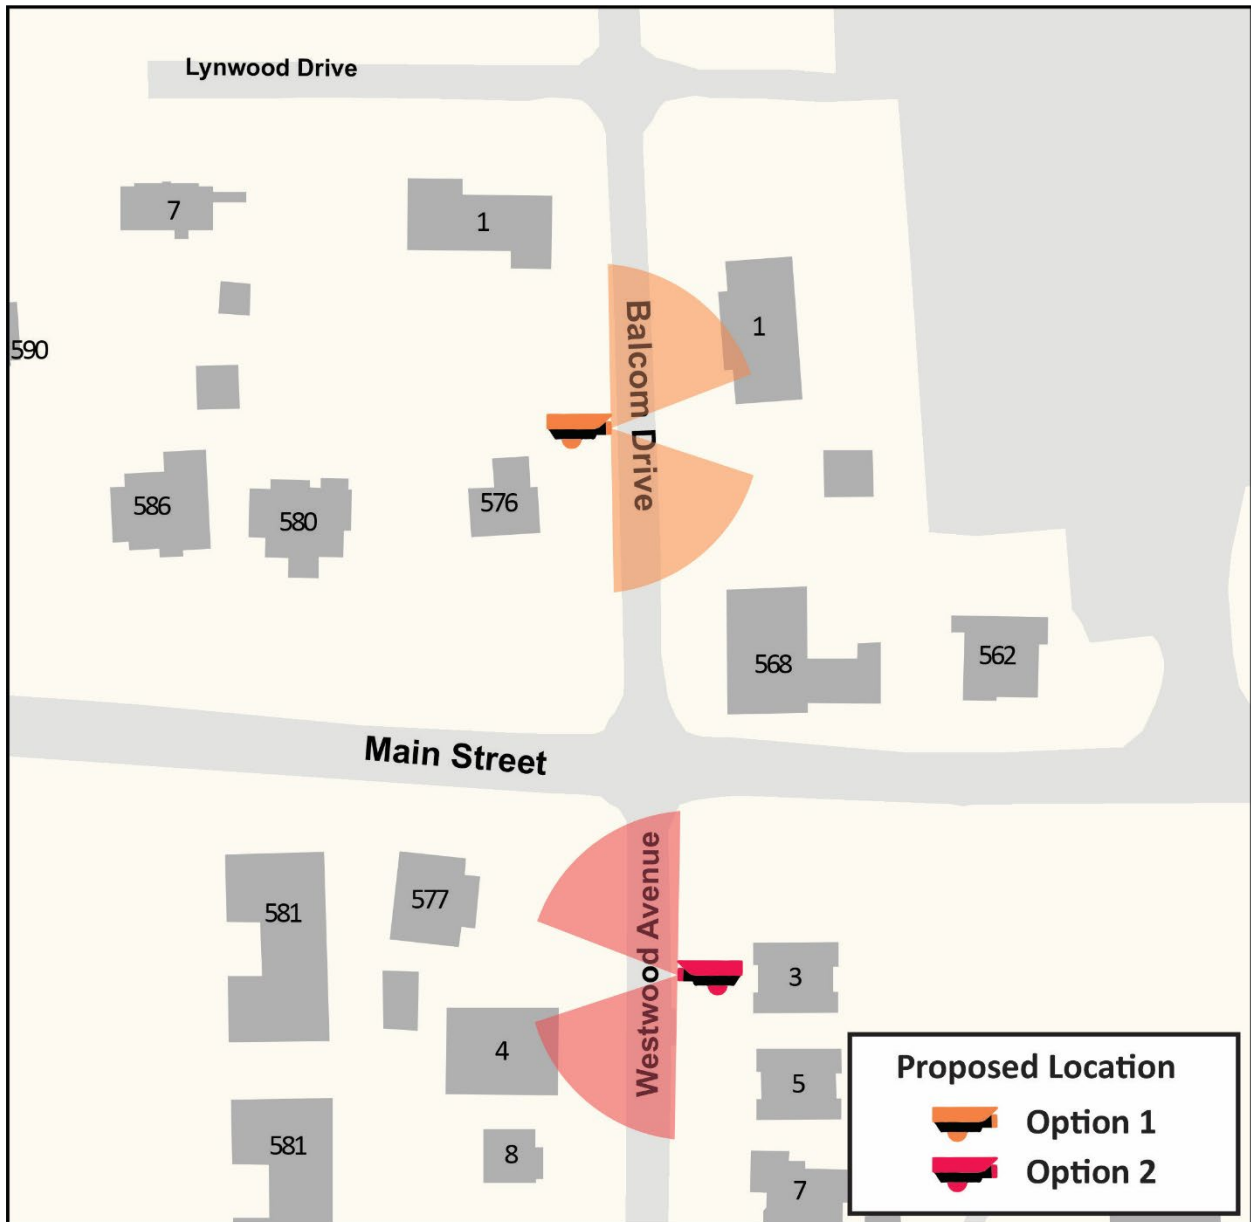 Lynwood Drive
7
1
1
590
Balcom Drive
586
580
576
568
562
Main Street
581
577
Westwood Avenue
3
4
5
581
8
7
Proposed Location
Option 1
Option 2